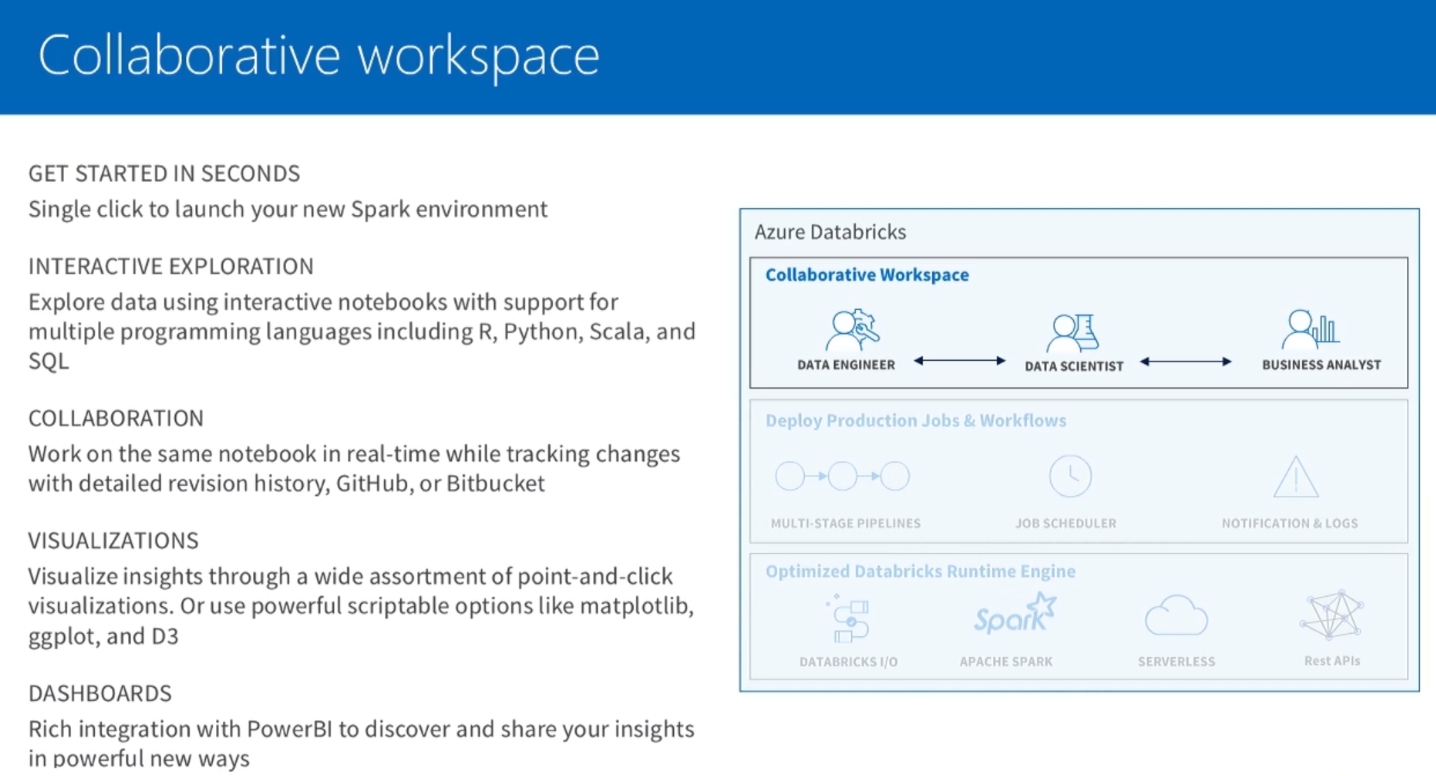 Collaborative workspace
GET STARTED IN SECONDS
Single click to launch your new Spark environment
INTERACTIVE EXPLORATION
Explore data using interactive notebooks with support for
multiple programming languages including R, Python, Scala, and
SQL
COLLABORATION
Work on the same notebook in real-time while tracking changes
with detailed revision history, GitHub, or Bitbucket
VISUALIZATIONS
Visualize insights through a wide assortment of point-and-click
visualizations. Or use powerful scriptable options like matplotlib,
ggplot, and D3
DASHBOARDS
Rich integration with PowerBI to discover and share your insights
in powerful new ways
Azure Databricks
Collaborative Workspace
DATA ENGINEER
DATA SCIENTIST
BUSINESS ANALYST
Deploy Production Jobs & Workflows
MULTI-STAGE PIPELINES
JOB SCHEDULER
NOTIFICATION & LOGS
Optimized Databricks Runtime Engine
Spark
DATABRICKS I/O
APACHE SPARK
SERVERLESS
Rest APIs